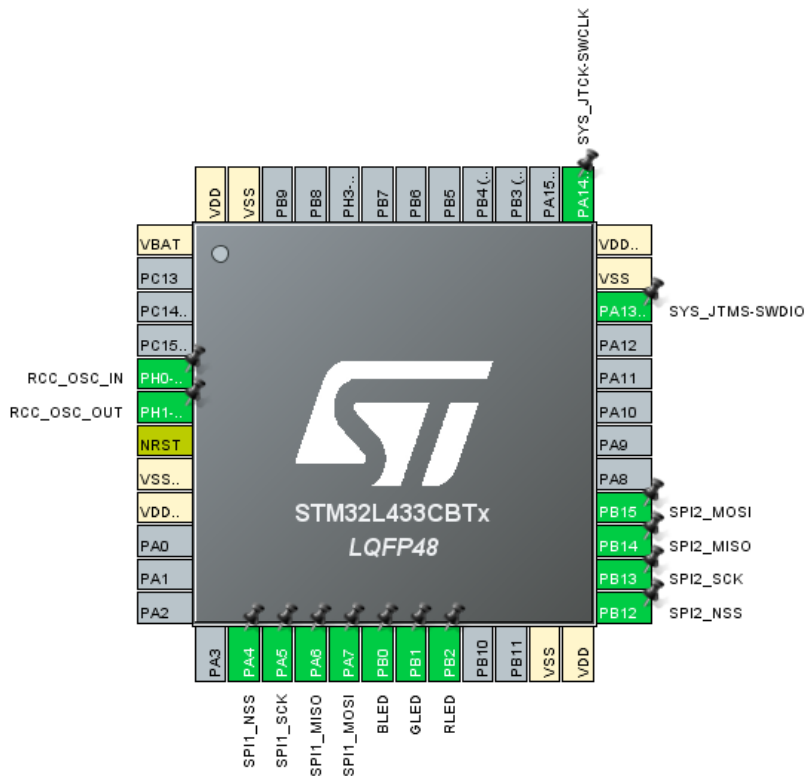 SYS_JTCK-SWCLK
VDD
VSS
PB9
PB8
PH3-..
PB7
PB6
PB5
PB4 (..
PB3 (..
PA15..
PA14..
VBAT
PC13
PC14..
PC15..
RCC_OSC_IN PH0-..
RCC_OSC_OUT PH1-..
NRST
VSS..
VDD..
PA0
PA1
PA2
STM32L433CBTx
LQFP48
VDD..
VSS
PA13.. SYS_JTMS-SWDIO
PA12
PA11
PA10
PA9
PA8
PB15 SPI2_MOSI
PB14 SPI2_MISO
PB13 SPI2_SCK
PB12 SPI2_NSS
PA3
PA4
PA5
PA6
PA7
PB0
PB1
PB2
PB10
PB11
VSS
VDD
SPI1_NSS
SPI1_SCK
SPI1_MISO
SPI1_MOSI
BLED
GLED
RLED